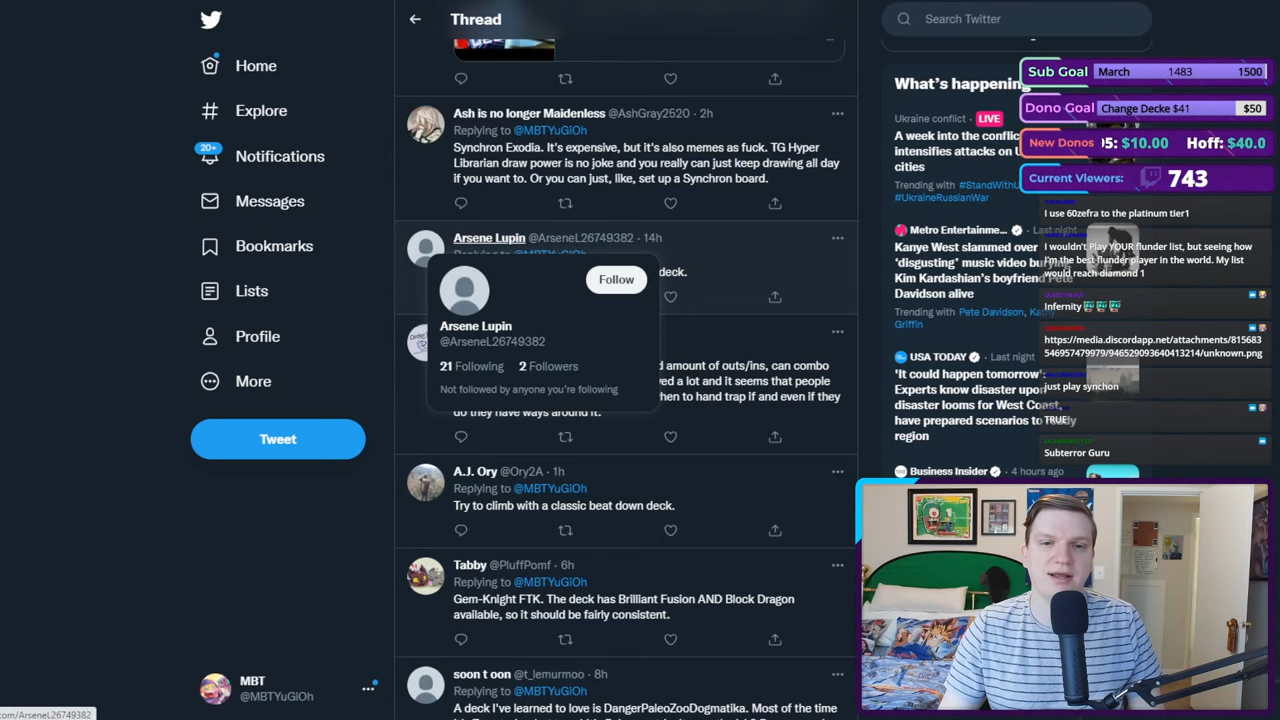 Thread
Search Twitter
Home
Explore
20+
Notifications
Messages
Bookmarks
Lists
Profile
More
Tweet
MBT
@MBTYuGiOh
com/ArseneL26749382
Ash is no longer Maidenless @AshGray2520 · 2h
Replying to @MBTYuGiOh
Synchron Exodia. It's expensive, but it's also memes as fuck. TG Hyper
Librarian draw power is no joke and you really can just keep drawing all day
if you want to. Or you can just, like, set up a Synchron board.
Arsene Lupin @ArseneL26749382 · 14h
deck.
Follow
Arsene Lupin
@ArseneL26749382
21 Following 2 Followers
Not followed by anyone you're following
d amount of outs/ins, can combo
ed a lot and it seems that people
hen to hand trap if and even if they
do they have ways around it.
A.J. Ory @Ory2A · 1h
Replying to @MBTYuGiOh
Try to climb with a classic beat down deck.
Tabby @PluffPomf · 6h
Replying to @MBTYuGiOh
Gem-Knight FTK. The deck has Brilliant Fusion AND Block Dragon
available, so it should be fairly consistent.
soon t oon @t_lemurmoo · 8h
Replying to @MBTYuGiOh
A deck I've learned to love is DangerPaleoZooDogmatika. Most of the time
What's happening
Ukraine conflict · LIVE
A week into the conflic
intensifies attacks on U
cities
Trending with #StandWithU
#UkraineRussianWar
Metro Entertainme... · Last night
Kanye West slammed over
'disgusting' music video bury
Kim Kardashian's boyfriend Pete
Davidson alive
Trending with Pete Davidson, Kathy
Griffin
USA TODAY · Last night
'It could happen tomorrow':
Experts know disaster upon
disaster looms for West Coast,
have prepared scenarios to ready
region
Business Insider · 4 hours ago
Sub Goal March 1483 1500
Dono Goal Change Decke $41 $50
New Donos 05: $10.00 Hoff: $40.0
Current Viewers: 743
I use 60zefra to the platinum tier1
I wouldn't Play YOUR flunder list, but seeing how
I'm the best flunder player in the world. My list
would reach diamond 1
Infernity
https://media.discordapp.net/attachments/815683
546954747979/946529093640413214/unknown.png
just play synchon
TRUE!
Subterror Guru